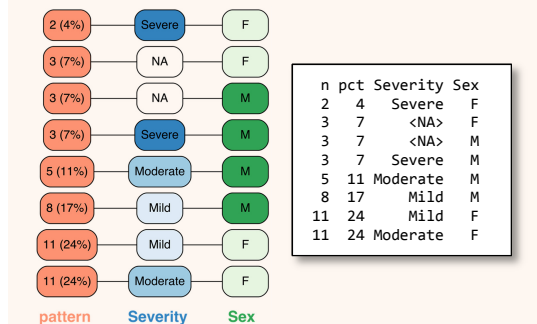 2 (4%) Severe F
3 (7%) NA F
3 (7%) NA M
3 (7%) Severe M
5 (11%) Moderate M
8 (17%) Mild M
11 (24%) Mild F
11 (24%) Moderate F
pattern Severity Sex
n pct Severity Sex
2 4 Severe F
3 7 <NA> F
3 7 <NA> M
3 7 Severe M
5 11 Moderate M
8 17 Mild M
11 24 Mild F
11 24 Moderate F